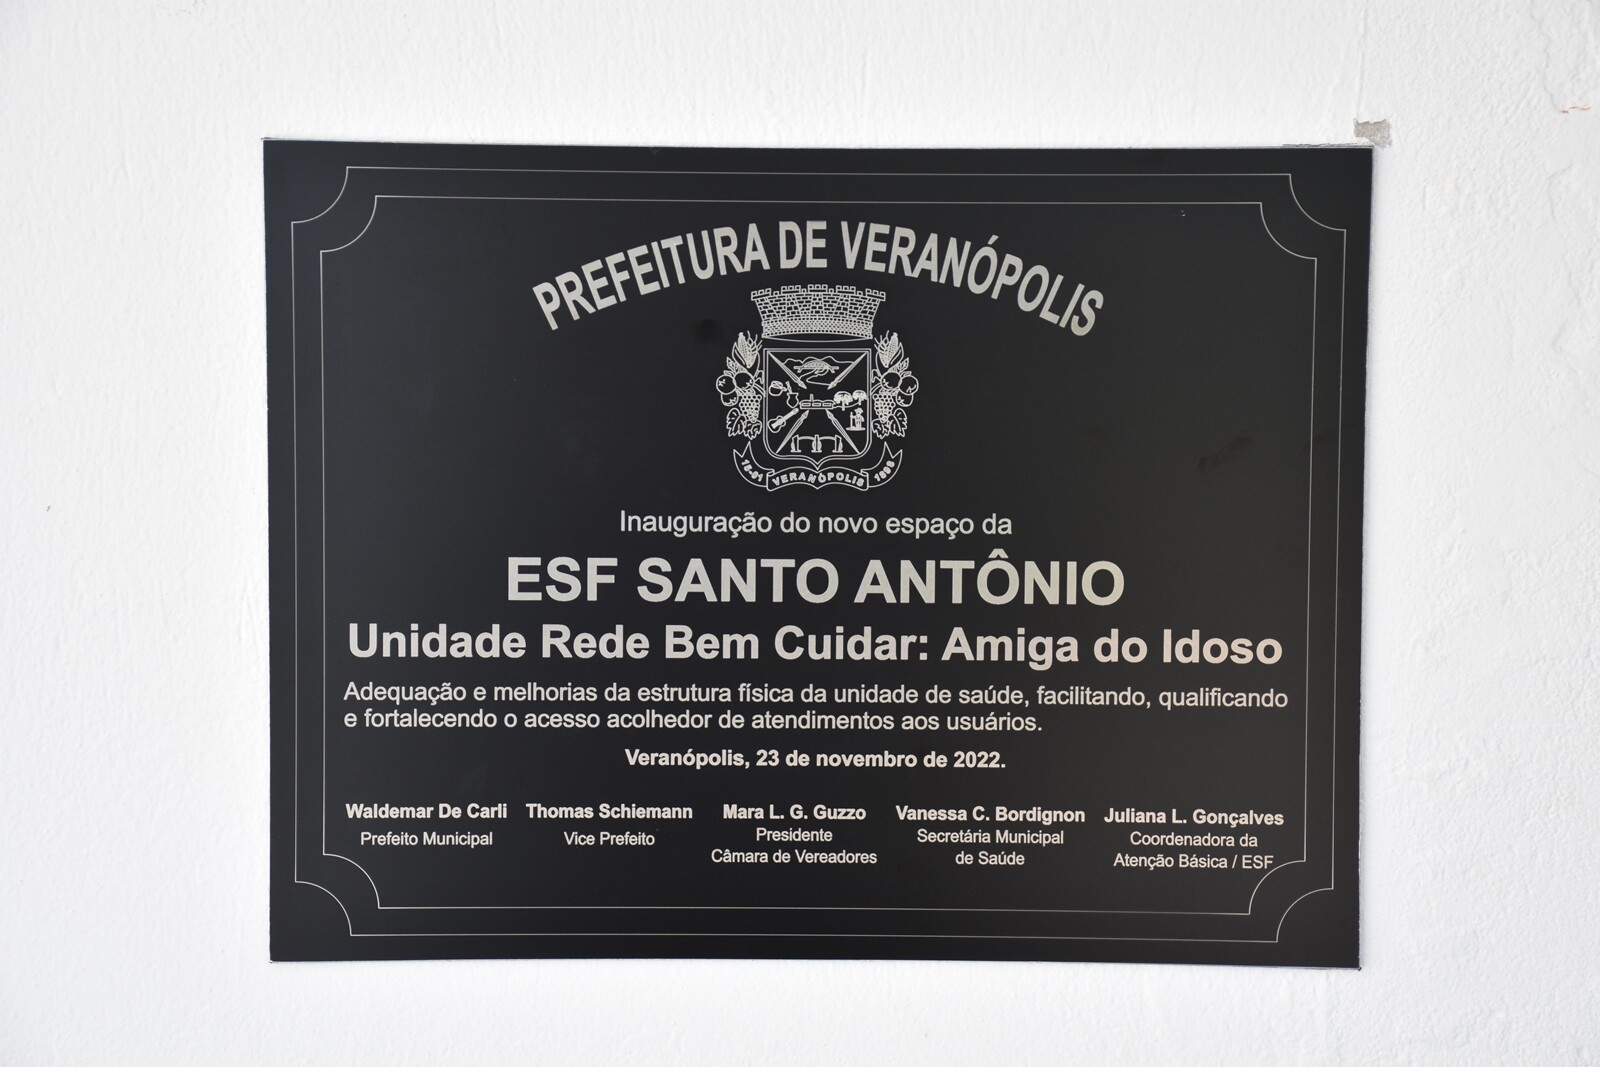 PREFEITURA DE VERANÓPOLIS
18-91 VERANÓPOLIS 1898
Inauguração do novo espaço da
ESF SANTO ANTÔNIO
Unidade Rede Bem Cuidar: Amiga do Idoso
Adequação e melhorias da estrutura física da unidade de saúde, facilitando, qualificando
e fortalecendo o acesso acolhedor de atendimentos aos usuários.
Veranópolis, 23 de novembro de 2022.
Waldemar De Carli
Prefeito Municipal
Thomas Schiemann
Vice Prefeito
Mara L. G. Guzzo
Presidente
Câmara de Vereadores
Vanessa C. Bordignon
Secretária Municipal
de Saúde
Juliana L. Gonçalves
Coordenadora da
Atenção Básica / ESF